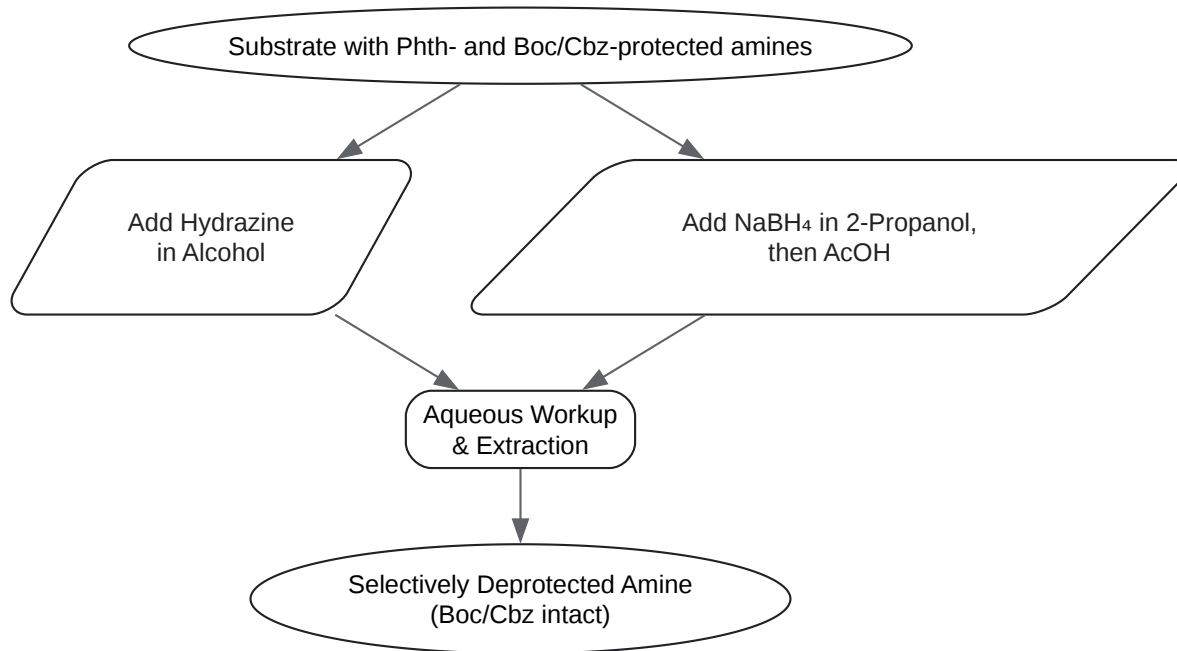 Substrate with Phth- and Boc/Cbz-protected amines
Add Hydrazine
in Alcohol
Add NaBH₄ in 2-Propanol,
then AcOH
Aqueous Workup
& Extraction
Selectively Deprotected Amine
(Boc/Cbz intact)